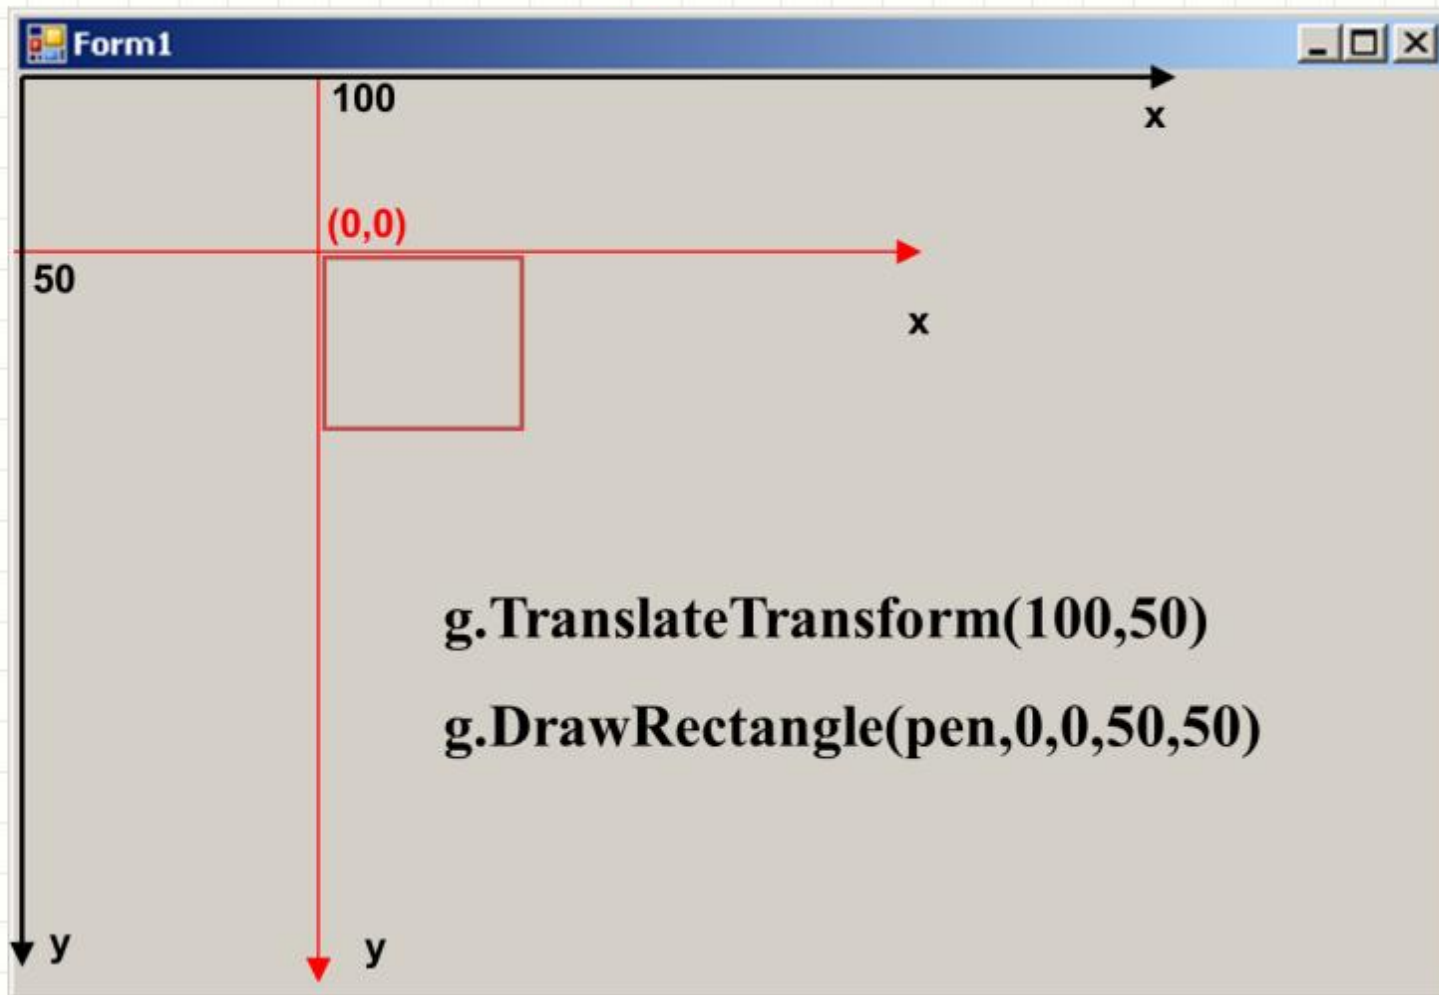 Form1
100
x
(0,0)
50
x
g.TranslateTransform(100,50)
g.DrawRectangle(pen,0,0,50,50)
y
y